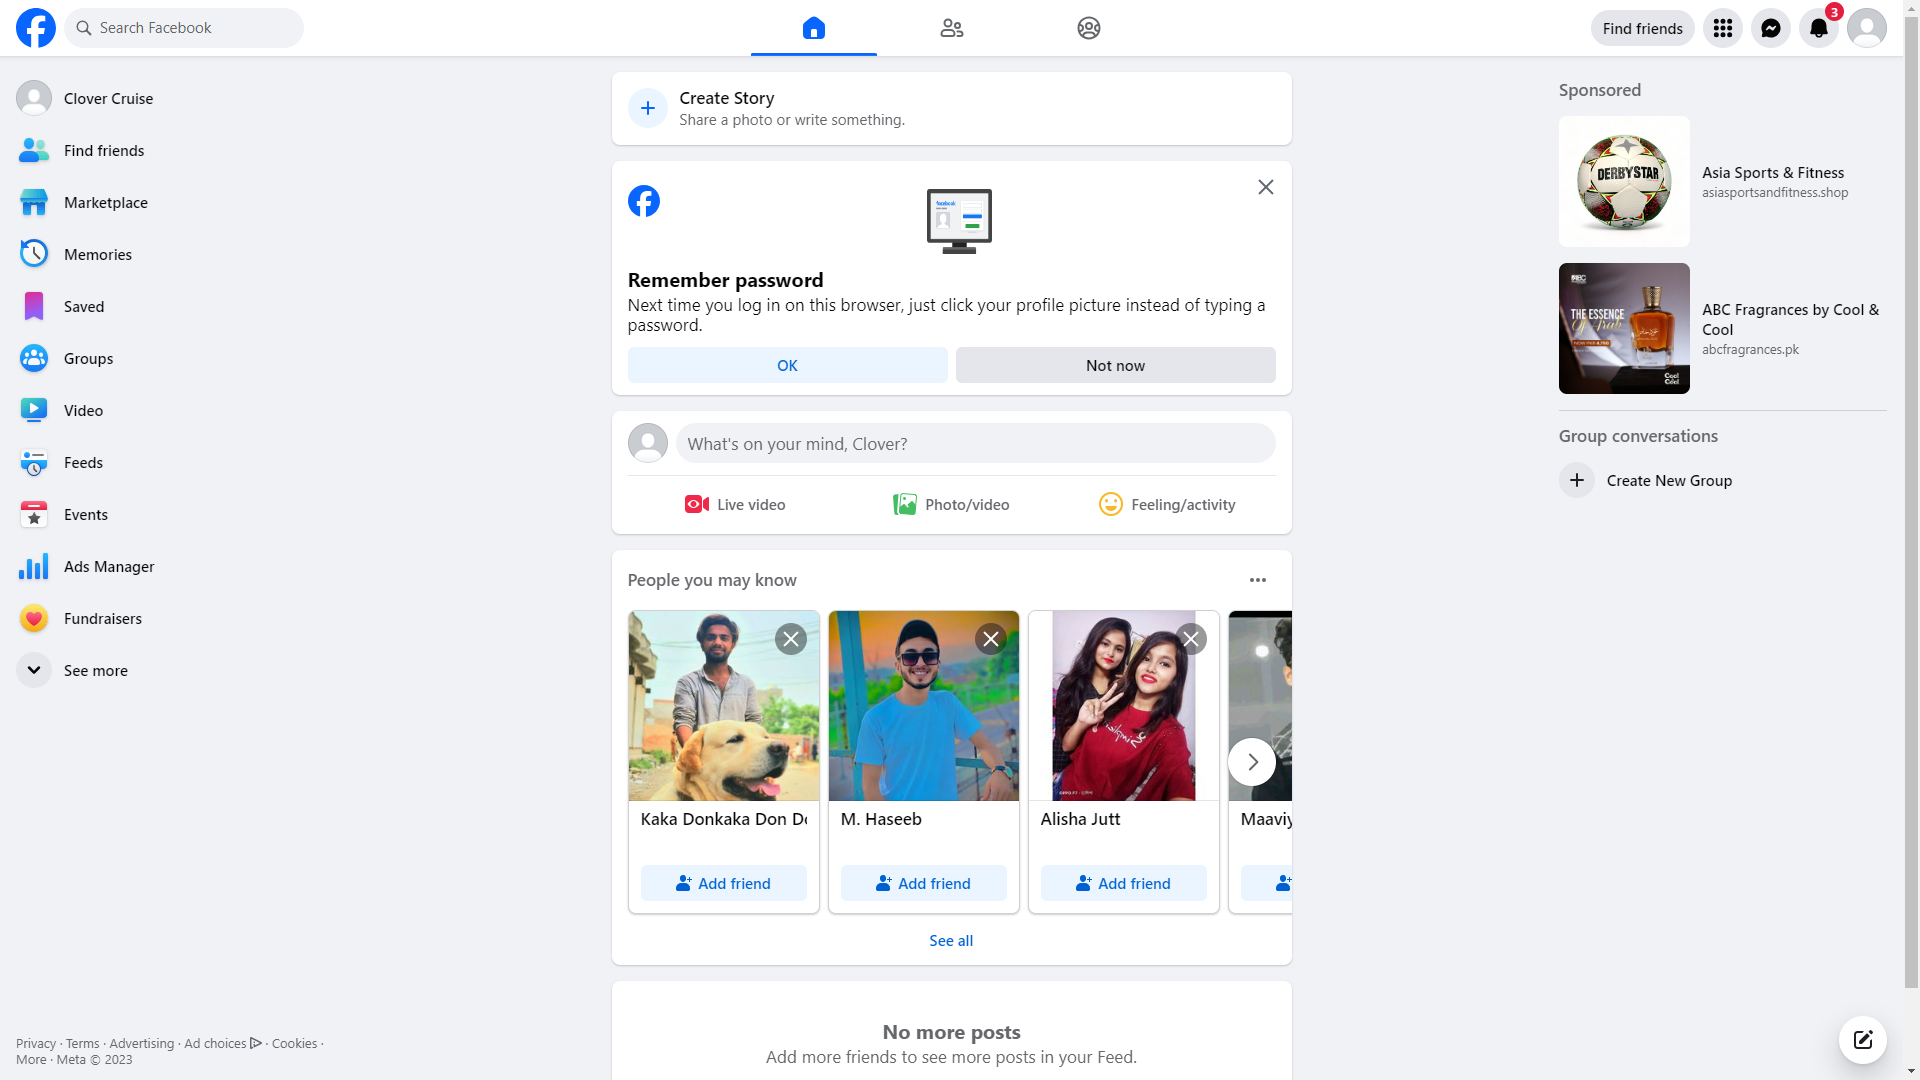 Search Facebook
Find friends
3
Clover Cruise
Find friends
Marketplace
Memories
Saved
Groups
Video
Feeds
Events
Ads Manager
Fundraisers
See more
Privacy · Terms · Advertising · Ad choices · Cookies ·
More · Meta © 2023
Create Story
Share a photo or write something.
facebook
Remember password
Next time you log in on this browser, just click your profile picture instead of typing a
password.
OK
Not now
What's on your mind, Clover?
Live video
Photo/video
Feeling/activity
People you may know
Kaka Donkaka Don D
M. Haseeb
Alisha Jutt
Maaviy
Add friend
Add friend
Add friend
See all
No more posts
Add more friends to see more posts in your Feed.
Sponsored
DERBYSTAR
Asia Sports & Fitness
asiasportsandfitness.shop
THE ESSENCE
Of Arab
Cool
Cool
ABC Fragrances by Cool &
Cool
abcfragrances.pk
Group conversations
Create New Group